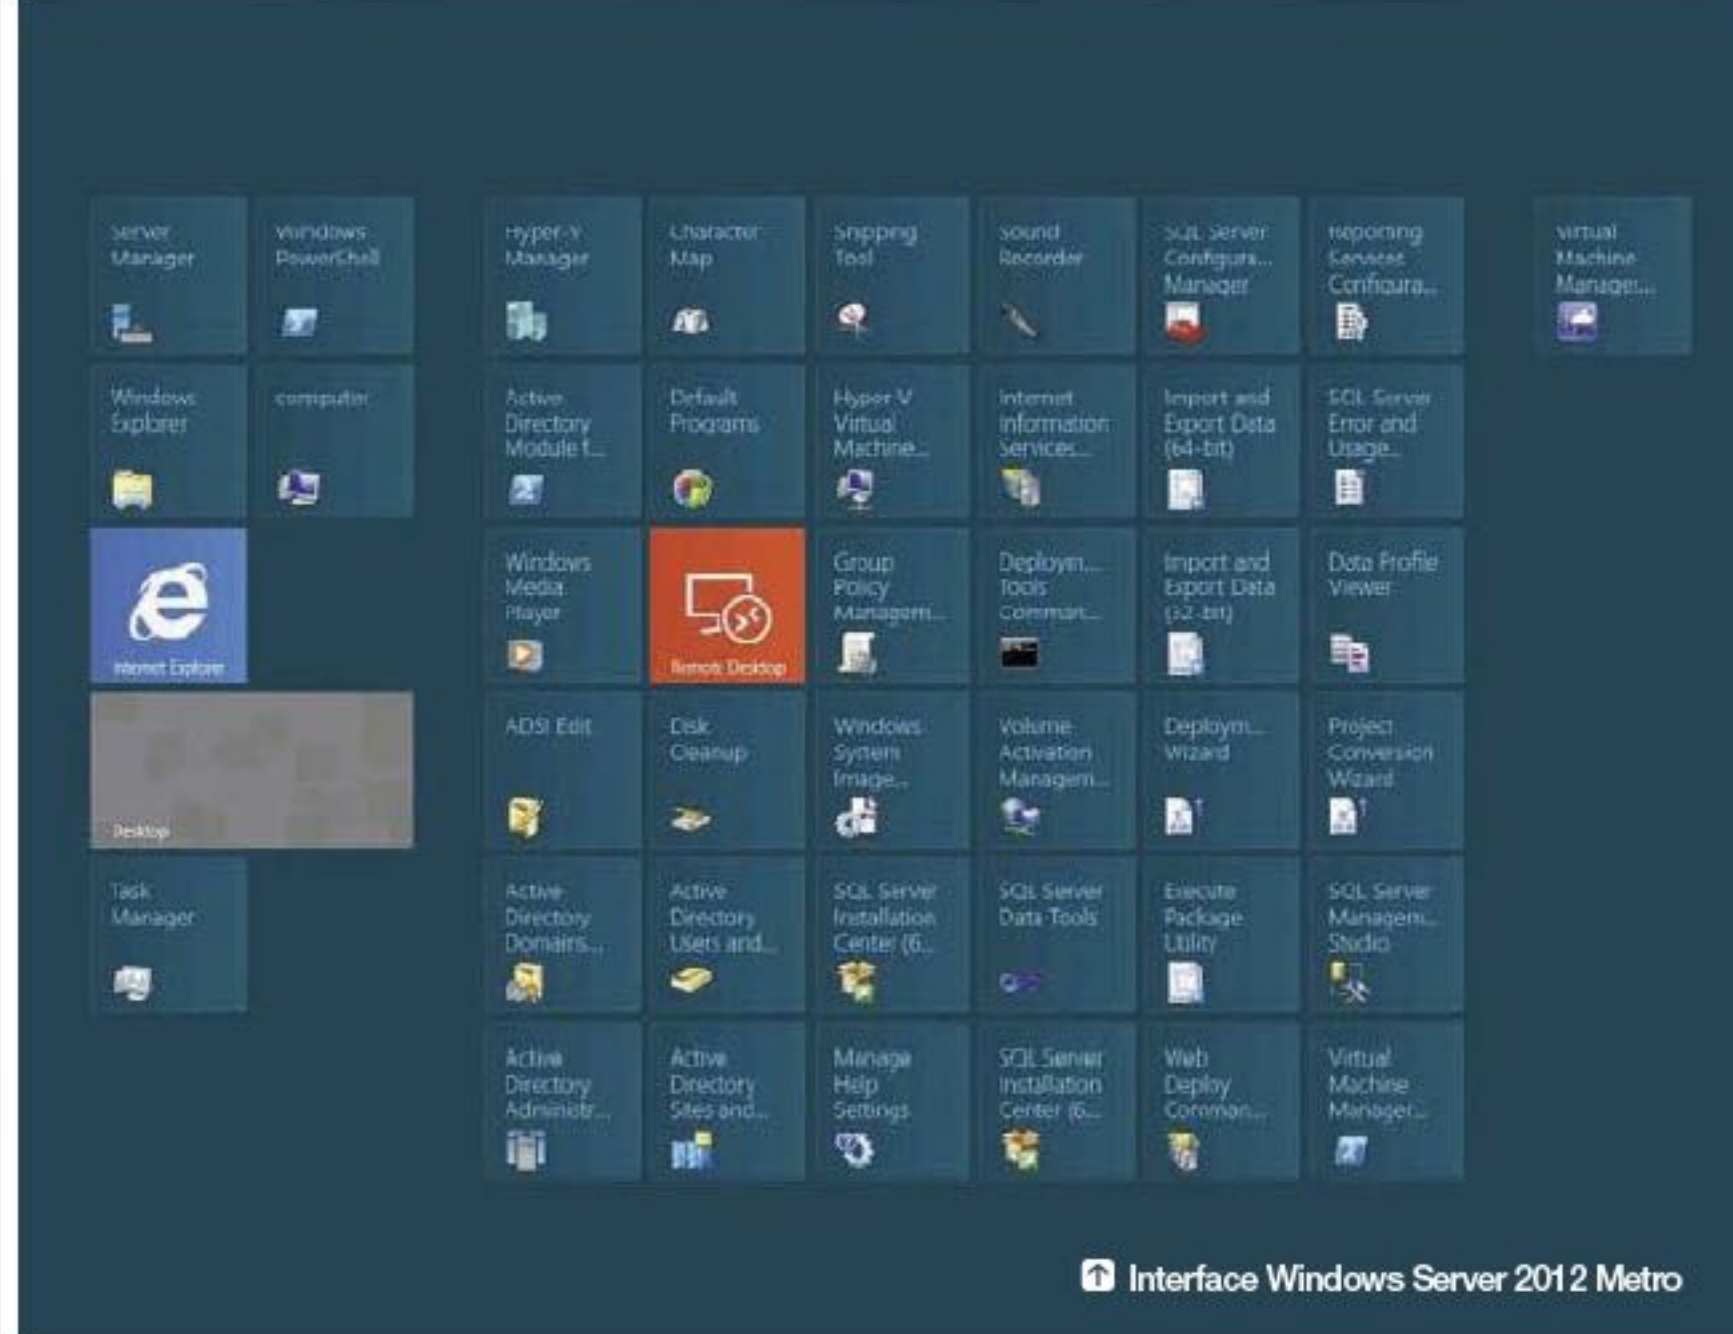 Server
Manager
Windows
PowerShell
Hyper-V
Manager
Character
Map
Snipping
Tool
Sound
Recorder
SQL Server
Configura...
Manager
Reporting
Services
Configura...
Virtual
Machine
Manager...
Windows
Explorer
computer
Active
Directory
Module f...
Default
Programs
Hyper-V
Virtual
Machine...
Internet
Information
Services...
Import and
Export Data
(64-bit)
SQL Server
Error and
Usage...
Internet Explorer
Windows
Media
Player
Remote Desktop
Group
Policy
Managem...
Deploym...
Tools
Comman...
Import and
Export Data
(32-bit)
Data Profile
Viewer
Desktop
ADSI Edit
Disk
Cleanup
Windows
System
Image...
Volume
Activation
Managem...
Deploym...
Wizard
Project
Conversion
Wizard
Task
Manager
Active
Directory
Domains...
Active
Directory
Users and...
SQL Server
Installation
Center (6...
SQL Server
Data Tools
Execute
Package
Utility
SQL Server
Managem...
Studio
Active
Directory
Administr...
Active
Directory
Sites and...
Manage
Help
Settings
SQL Server
Installation
Center (6...
Web
Deploy
Comman...
Virtual
Machine
Manager...
Interface Windows Server 2012 Metro